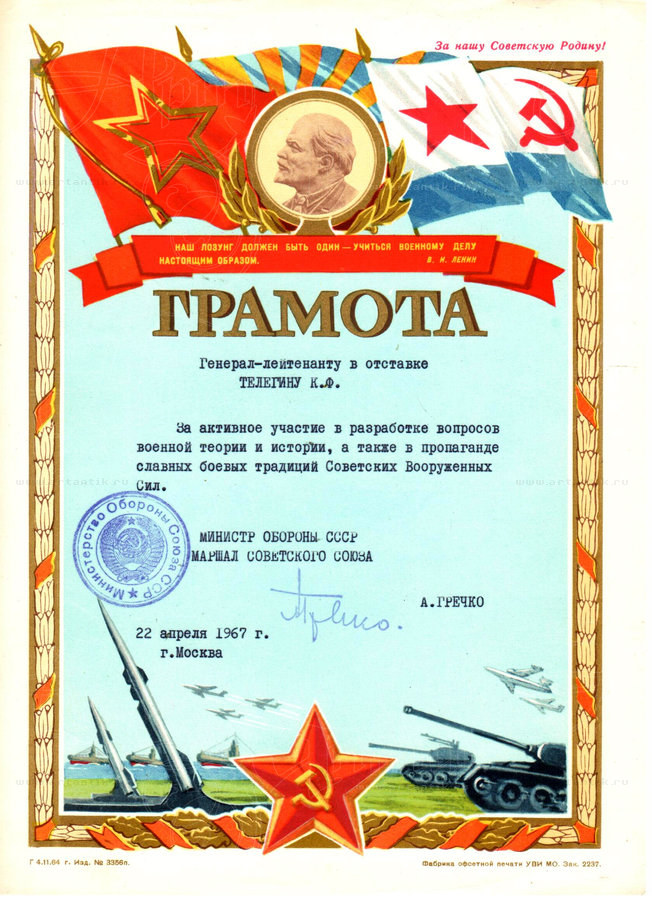 За нашу Советскую Родину!
НАШ ЛОЗУНГ ДОЛЖЕН БЫТЬ ОДИН — УЧИТЬСЯ ВОЕННОМУ ДЕЛУ
НАСТОЯЩИМ ОБРАЗОМ. В. И. ЛЕНИН
ГРАМОТА
Генерал-лейтенанту в отставке
ТЕЛЕГИНУ К.Ф.
За активное участие в разработке вопросов
военной теории и истории, а также в пропаганде
славных боевых традиций Советских Вооруженных
Сил.
Министерство Обороны Союза ССР
МИНИСТР ОБОРОНЫ СССР
МАРШАЛ СОВЕТСКОГО СОЮЗА
А.ГРЕЧКО
22 апреля 1967 г.
г.Москва
Г 4.11.64 г. Изд. № 3356п. Фабрика офсетной печати УВИ МО. Зак. 2237.